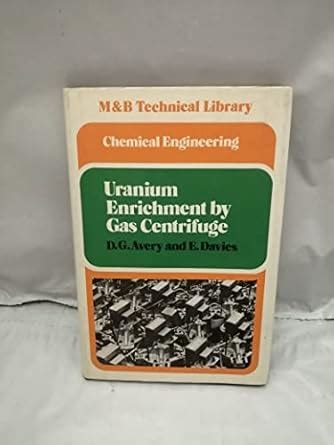 M&B Technical Library
Chemical Engineering
Uranium
Enrichment by
Gas Centrifuge
D.G. Avery and E. Davies